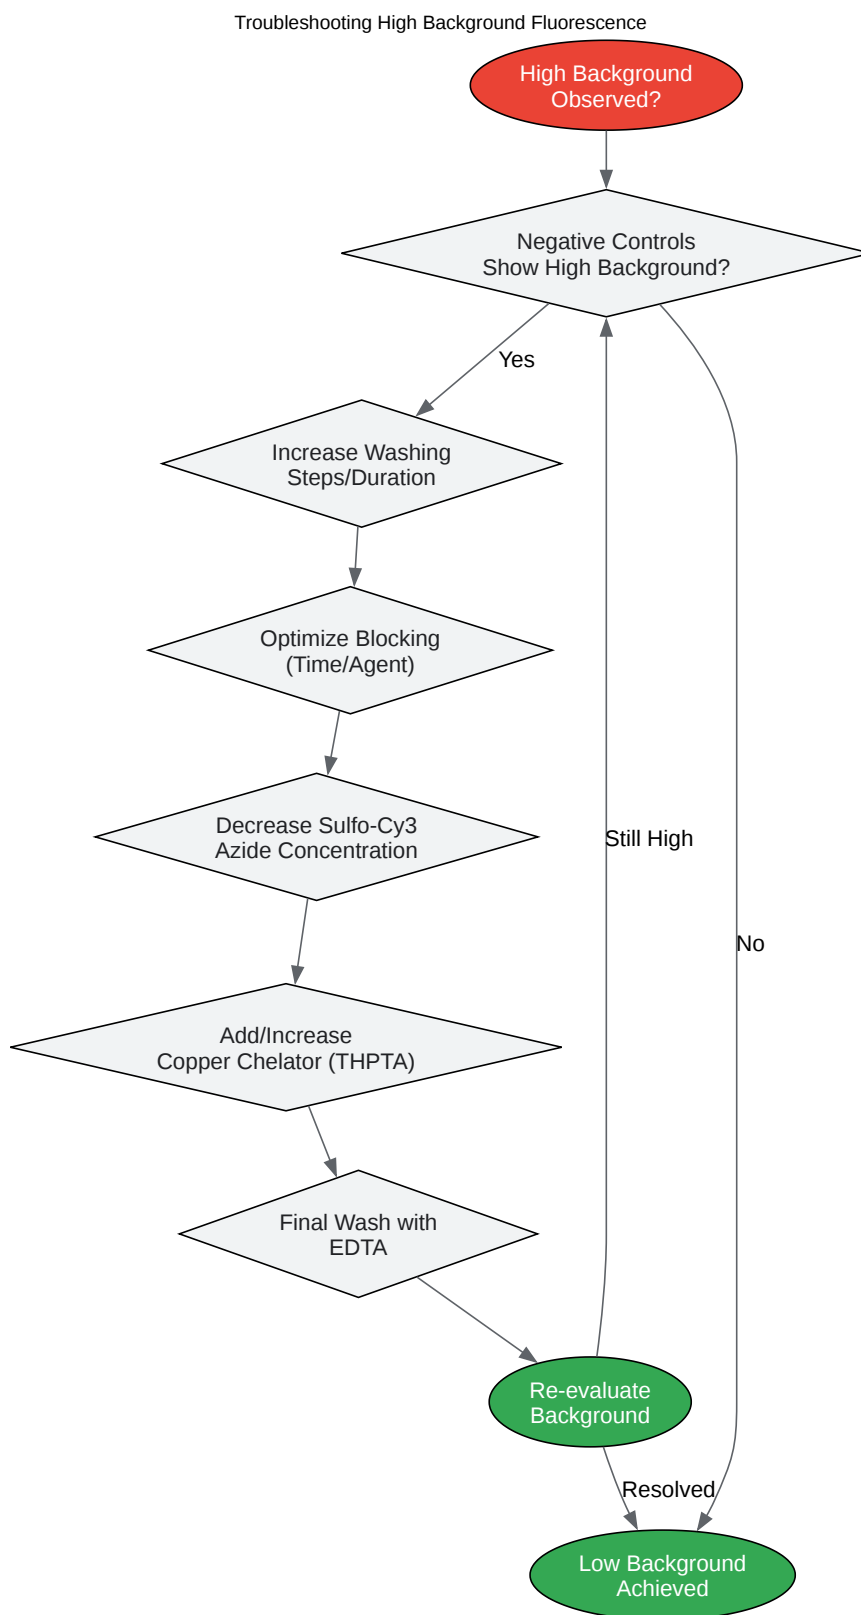 Troubleshooting High Background Fluorescence
High Background
Observed?
Negative Controls
Show High Background?
Yes
Increase Washing
Steps/Duration
Optimize Blocking
(Time/Agent)
Decrease Sulfo-Cy3
Azide Concentration
Still High
No
Add/Increase
Copper Chelator (THPTA)
Final Wash with
EDTA
Re-evaluate
Background
Resolved
Low Background
Achieved